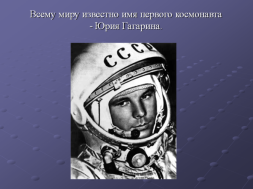 Всему миру известно имя первого космонавта
- Юрия Гагарина
СССР